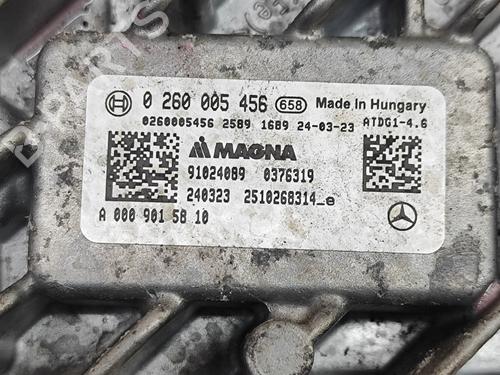 0 260 005 456 658 Made in Hungary
0260005456 2589 1689 24-03-23 ATDG1-4.6
MAGNA
91024089 0376319
240323 2510268314_e
A 000 901 58 10